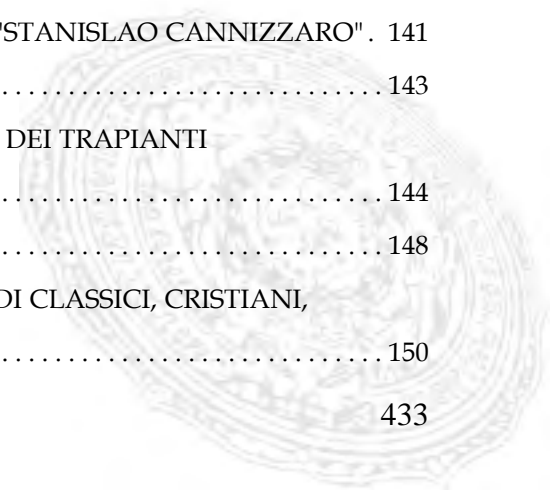 "STANISLAO CANNIZZARO" . 141
. . . . . . . . . . . . . . . . . . . . . . . . . . . . . . 143
DEI TRAPIANTI
. . . . . . . . . . . . . . . . . . . . . . . . . . . . . . 144
. . . . . . . . . . . . . . . . . . . . . . . . . . . . . . 148
DI CLASSICI, CRISTIANI,
. . . . . . . . . . . . . . . . . . . . . . . . . . . . . . 150
433